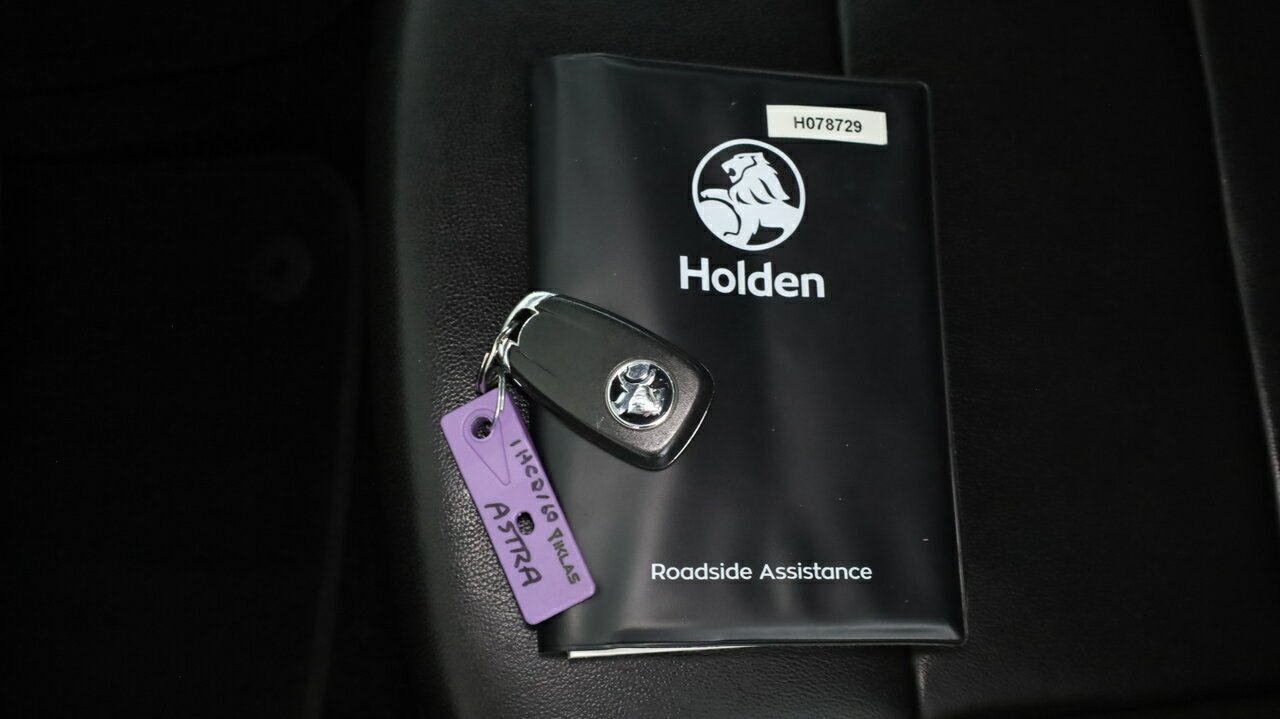 H078729
Holden
Roadside Assistance
ASTRA